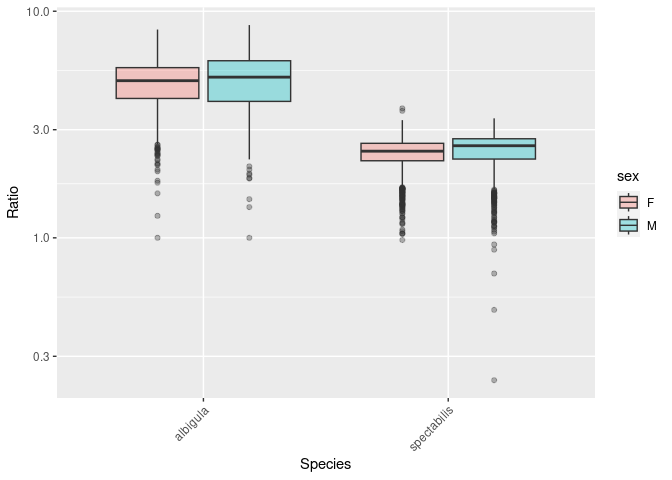 10.0
3.0
1.0
0.3
Ratio
albigula
spectabilis
Species
sex
F
M